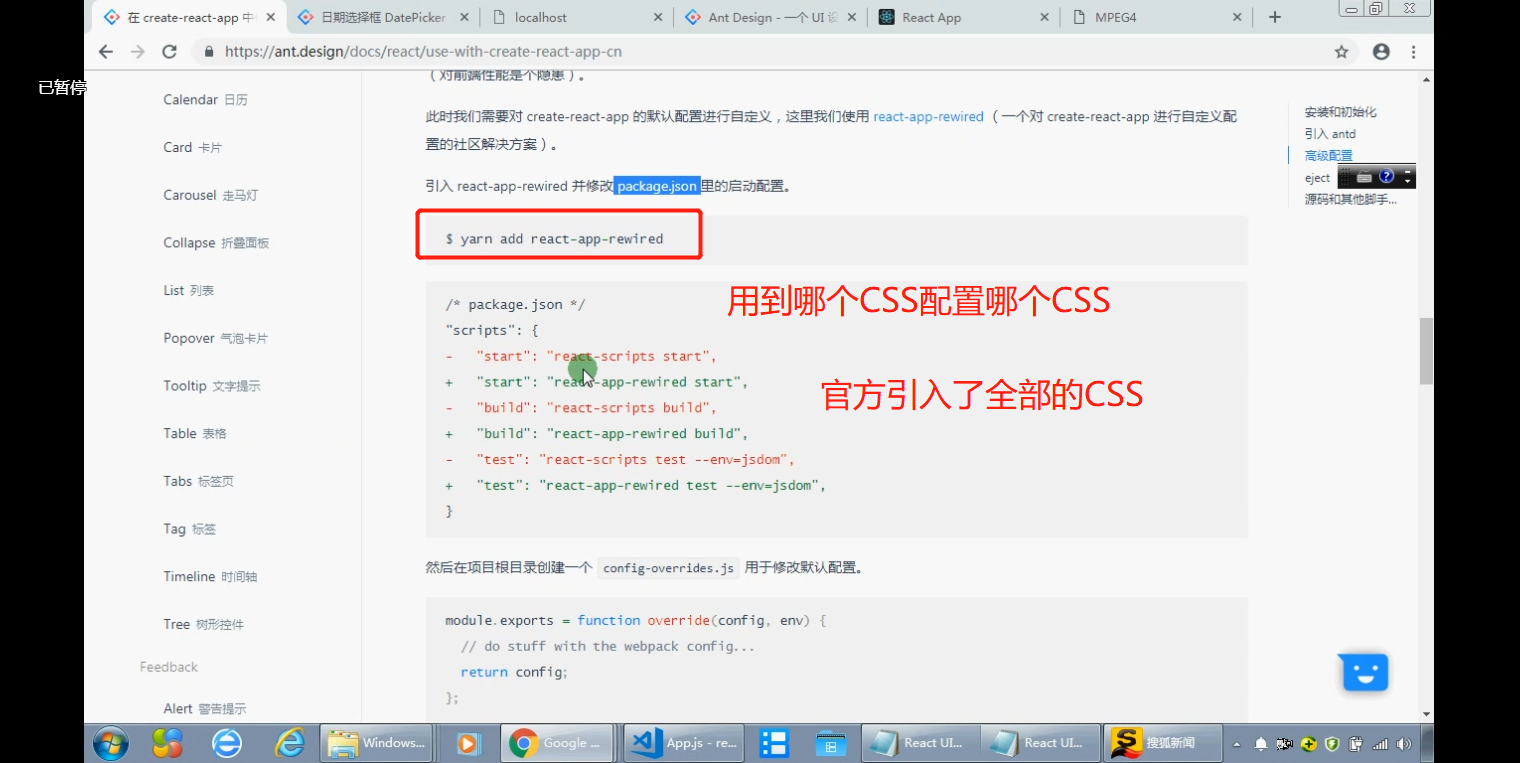 在 create-react-app 中
日期选择框 DatePicker
localhost
Ant Design - 一个 UI 设
React App
MPEG4
https://ant.design/docs/react/use-with-create-react-app-cn
已暂停
Calendar 日历
Card 卡片
Carousel 走马灯
Collapse 折叠面板
List 列表
Popover 气泡卡片
Tooltip 文字提示
Table 表格
Tabs 标签页
Tag 标签
Timeline 时间轴
Tree 树形控件
Feedback
Alert 警告提示
（对前端性能是个隐患）。
此时我们需要对 create-react-app 的默认配置进行自定义，这里我们使用 react-app-rewired （一个对 create-react-app 进行自定义配
置的社区解决方案）。
引入 react-app-rewired 并修改 package.json 里的启动配置。
$ yarn add react-app-rewired
用到哪个CSS配置哪个CSS
官方引入了全部的CSS
/* package.json */
"scripts": {
-   "start": "react-scripts start",
+   "start": "react-app-rewired start",
-   "build": "react-scripts build",
+   "build": "react-app-rewired build",
-   "test": "react-scripts test --env=jsdom",
+   "test": "react-app-rewired test --env=jsdom",
}
然后在项目根目录创建一个 config-overrides.js 用于修改默认配置。
module.exports = function override(config, env) {
// do stuff with the webpack config...
return config;
};
安装和初始化
引入 antd
高级配置
eject
源码和其他脚手...
Windows...
Google ...
App.js - re...
React UI...
React UI...
搜狐新闻